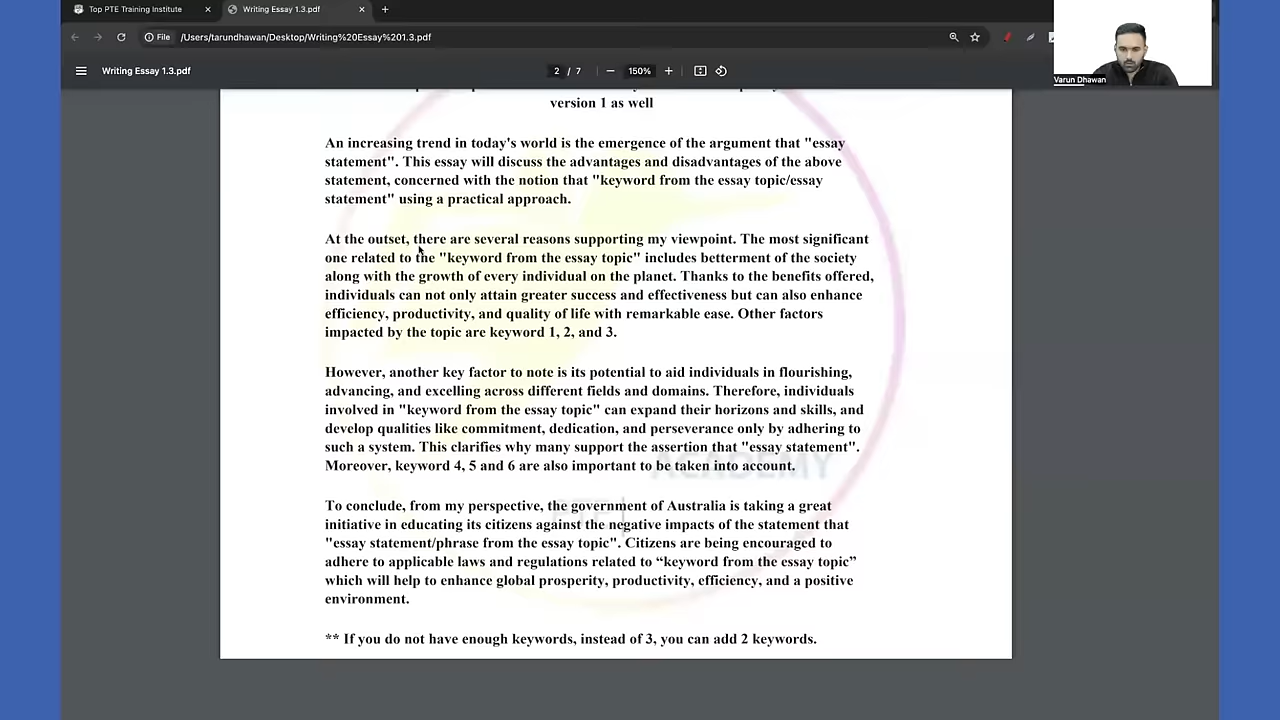 Top PTE Training Institute
Writing Essay 1.3.pdf
File
/Users/tarundhawan/Desktop/Writing%20Essay%201.3.pdf
Writing Essay 1.3.pdf
2 / 7
150%
Varun Dhawan
version 1 as well
An increasing trend in today's world is the emergence of the argument that "essay
statement". This essay will discuss the advantages and disadvantages of the above
statement, concerned with the notion that "keyword from the essay topic/essay
statement" using a practical approach.
At the outset, there are several reasons supporting my viewpoint. The most significant
one related to the "keyword from the essay topic" includes betterment of the society
along with the growth of every individual on the planet. Thanks to the benefits offered,
individuals can not only attain greater success and effectiveness but can also enhance
efficiency, productivity, and quality of life with remarkable ease. Other factors
impacted by the topic are keyword 1, 2, and 3.
However, another key factor to note is its potential to aid individuals in flourishing,
advancing, and excelling across different fields and domains. Therefore, individuals
involved in "keyword from the essay topic" can expand their horizons and skills, and
develop qualities like commitment, dedication, and perseverance only by adhering to
such a system. This clarifies why many support the assertion that "essay statement".
Moreover, keyword 4, 5 and 6 are also important to be taken into account.
ACADEMY
PTE
To conclude, from my perspective, the government of Australia is taking a great
initiative in educating its citizens against the negative impacts of the statement that
"essay statement/phrase from the essay topic". Citizens are being encouraged to
adhere to applicable laws and regulations related to “keyword from the essay topic”
which will help to enhance global prosperity, productivity, efficiency, and a positive
environment.
** If you do not have enough keywords, instead of 3, you can add 2 keywords.